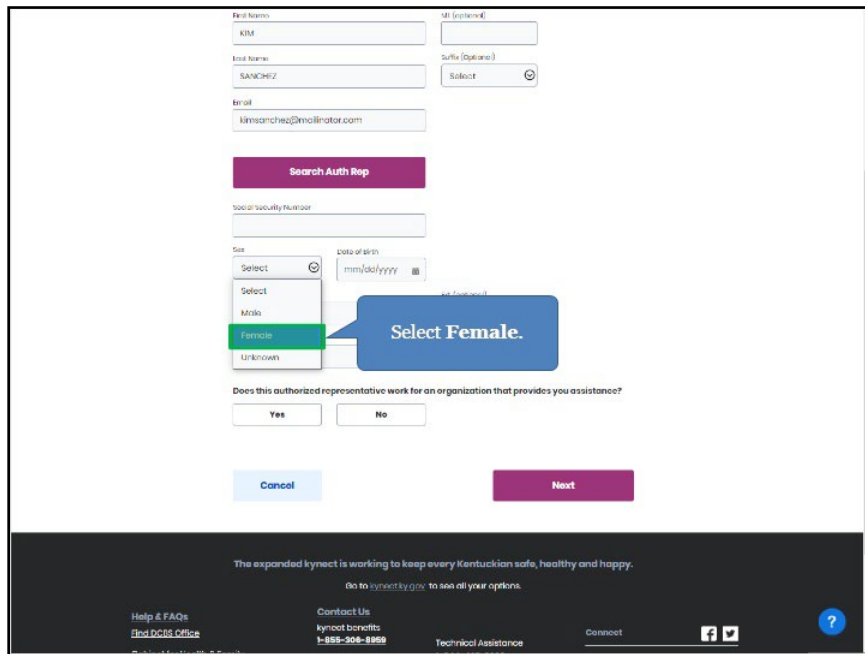 First Name
MI (optional)
KIM
Last Name
Suffix (Optional)
SANCHEZ
Select
Email
kimsanchez@mailinator.com
Search Auth Rep
Social Security Number
Sex
Date of Birth
Select
mm/dd/yyyy
Select
Ext (optional)
Male
Female
Select Female.
Unknown
Does this authorized representative work for an organization that provides you assistance?
Yes
No
Cancel
Next
The expanded kynect is working to keep every Kentuckian safe, healthy and happy.
Go to kynect.ky.gov to see all your options.
Help & FAQs
Contact Us
Find DCBS Office
kynect benefits
1-855-306-8959
Technical Assistance
Connect
?